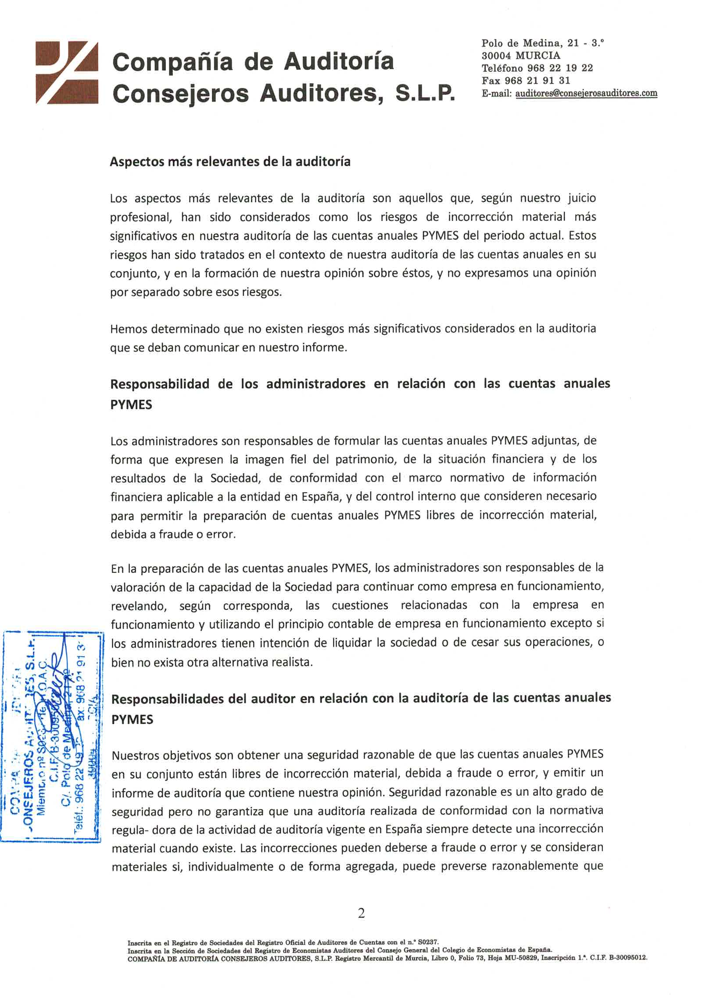 Compañía de Auditoría
Consejeros Auditores, S.L.P.
Polo de Medina, 21 - 3.º
30004 MURCIA
Teléfono 968 22 19 22
Fax 968 21 91 31
E-mail: auditores@consejerosauditores.com
Aspectos más relevantes de la auditoría
Los aspectos más relevantes de la auditoría son aquellos que, según nuestro juicio
profesional, han sido considerados como los riesgos de incorrección material más
significativos en nuestra auditoría de las cuentas anuales PYMES del periodo actual. Estos
riesgos han sido tratados en el contexto de nuestra auditoría de las cuentas anuales en su
conjunto, y en la formación de nuestra opinión sobre éstos, y no expresamos una opinión
por separado sobre esos riesgos.
Hemos determinado que no existen riesgos más significativos considerados en la auditoria
que se deban comunicar en nuestro informe.
Responsabilidad de los administradores en relación con las cuentas anuales
PYMES
Los administradores son responsables de formular las cuentas anuales PYMES adjuntas, de
forma que expresen la imagen fiel del patrimonio, de la situación financiera y de los
resultados de la Sociedad, de conformidad con el marco normativo de información
financiera aplicable a la entidad en España, y del control interno que consideren necesario
para permitir la preparación de cuentas anuales PYMES libres de incorrección material,
debida a fraude o error.
En la preparación de las cuentas anuales PYMES, los administradores son responsables de la
valoración de la capacidad de la Sociedad para continuar como empresa en funcionamiento,
revelando, según corresponda, las cuestiones relacionadas con la empresa en
funcionamiento y utilizando el principio contable de empresa en funcionamiento excepto si
los administradores tienen intención de liquidar la sociedad o de cesar sus operaciones, o
bien no exista otra alternativa realista.
Responsabilidades del auditor en relación con la auditoría de las cuentas anuales
PYMES
Nuestros objetivos son obtener una seguridad razonable de que las cuentas anuales PYMES
en su conjunto están libres de incorrección material, debida a fraude o error, y emitir un
informe de auditoría que contiene nuestra opinión. Seguridad razonable es un alto grado de
seguridad pero no garantiza que una auditoría realizada de conformidad con la normativa
regula- dora de la actividad de auditoría vigente en España siempre detecte una incorrección
material cuando existe. Las incorrecciones pueden deberse a fraude o error y se consideran
materiales si, individualmente o de forma agregada, puede preverse razonablemente que
S.L.P.
O.A.C.
C.I.F. B-
C/. Polo de Medina, 21
Teléf.: 968 22 19 968 21 91 3
30004
2
Inscrita en el Registro de Sociedades del Registro Oficial de Auditores de Cuentas con el n.º S0237.
Inscrita en la Sección de Sociedades del Registro de Economistas Auditores del Consejo General del Colegio de Economistas de España.
COMPAÑÍA DE AUDITORÍA CONSEJEROS AUDITORES, S.L.P. Registro Mercantil de Murcia, Libro 0, Folio 73, Hoja MU-50829, Inscripción 1.ª. C.I.F. B-30095012.